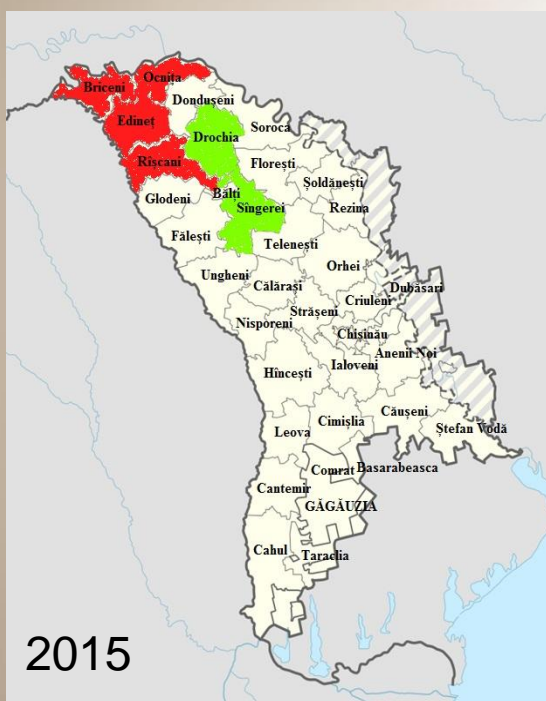 Ocnița
Briceni
Dondușeni
Edineț
Soroca
Drochia
Rîșcani
Florești
Șoldănești
Bălți
Glodeni
Sîngerei
Rezina
Fălești
Telenești
Orhei
Ungheni
Călărași
Dubăsari
Criuleni
Strășeni
Nisporeni
Chișinău
Anenii Noi
Ialoveni
Hîncești
Căușeni
Cimișlia
Ștefan Vodă
Leova
Comrat
Basarabeasca
Cantemir
GĂGĂUZIA
Cahul
Taraclia
2015